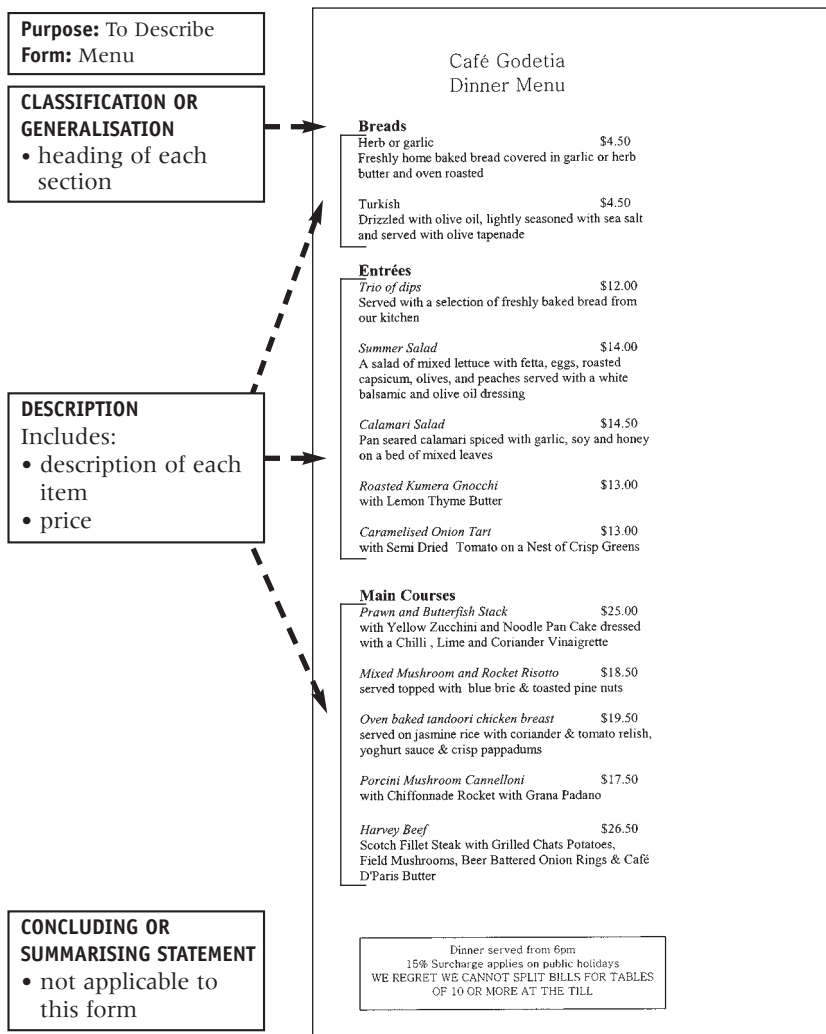 Purpose: To Describe
Form: Menu
CLASSIFICATION OR
GENERALISATION
• heading of each
section
DESCRIPTION
Includes:
• description of each
item
• price
CONCLUDING OR
SUMMARISING STATEMENT
• not applicable to
this form
Café Godetia
Dinner Menu
Breads
Herb or garlic $4.50
Freshly home baked bread covered in garlic or herb
butter and oven roasted
Turkish $4.50
Drizzled with olive oil, lightly seasoned with sea salt
and served with olive tapenade
Entrées
Trio of dips $12.00
Served with a selection of freshly baked bread from
our kitchen
Summer Salad $14.00
A salad of mixed lettuce with fetta, eggs, roasted
capsicum, olives, and peaches served with a white
balsamic and olive oil dressing
Calamari Salad $14.50
Pan seared calamari spiced with garlic, soy and honey
on a bed of mixed leaves
Roasted Kumera Gnocchi $13.00
with Lemon Thyme Butter
Caramelised Onion Tart $13.00
with Semi Dried Tomato on a Nest of Crisp Greens
Main Courses
Prawn and Butterfish Stack $25.00
with Yellow Zucchini and Noodle Pan Cake dressed
with a Chilli , Lime and Coriander Vinaigrette
Mixed Mushroom and Rocket Risotto $18.50
served topped with blue brie & toasted pine nuts
Oven baked tandoori chicken breast $19.50
served on jasmine rice with coriander & tomato relish,
yoghurt sauce & crisp pappadums
Porcini Mushroom Cannelloni $17.50
with Chiffonnade Rocket with Grana Padano
Harvey Beef $26.50
Scotch Fillet Steak with Grilled Chats Potatoes,
Field Mushrooms, Beer Battered Onion Rings & Café
D'Paris Butter
Dinner served from 6pm
15% Surcharge applies on public holidays
WE REGRET WE CANNOT SPLIT BILLS FOR TABLES
OF 10 OR MORE AT THE TILL